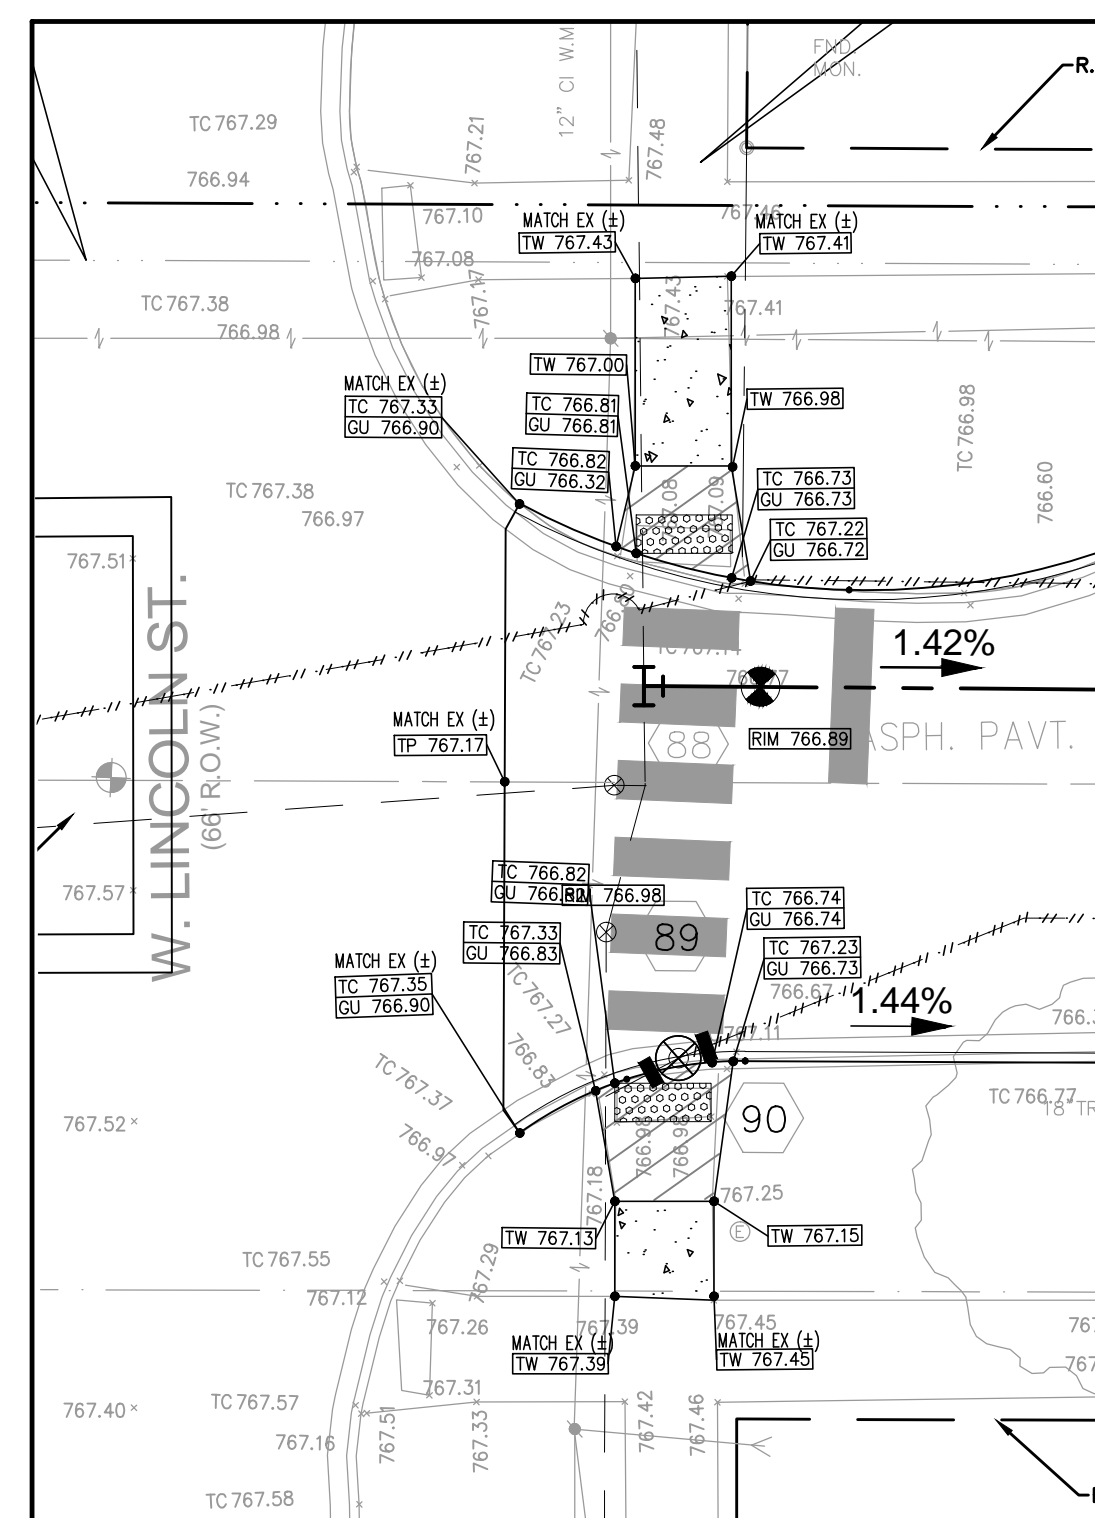 FND.
MON.
R.
12" CI W.M
TC 767.29
767.21
767.48
766.94
767.10
767.46
MATCH EX (±)
TW 767.43
MATCH EX (±)
TW 767.41
767.08
767.17
767.43
767.41
TC 767.38
766.98
TW 767.00
TW 766.98
MATCH EX (±)
TC 767.33
GU 766.90
TC 766.81
GU 766.81
TC 766.98
TC 766.82
GU 766.32
TC 766.73
GU 766.73
TC 767.38
766.97
767.08
767.09
766.60
TC 767.22
GU 766.72
767.51
TC 767.23
1.42%
W. LINCOLN ST.
(66' R.O.W.)
MATCH EX (±)
TP 767.17
88
RIM 766.89
ASPH. PAVT.
TC 766.82
GU 766.82
RIM 766.98
767.57
TC 766.74
GU 766.74
TC 767.33
GU 766.83
89
TC 767.23
GU 766.73
MATCH EX (±)
TC 767.35
GU 766.90
TC 767.27
766.67
1.44%
767.11
766.83
TC 767.37
TC 766.77
18" TR
767.52
90
766.97
766.98
766.98
767.18
767.25
TW 767.13
E
TW 767.15
TC 767.55
767.29
767.12
767.26
767.39
767.45
MATCH EX (±)
TW 767.39
MATCH EX (±)
TW 767.45
767.31
TC 767.57
767.40
767.51
767.33
767.42
767.46
767.16
TC 767.58